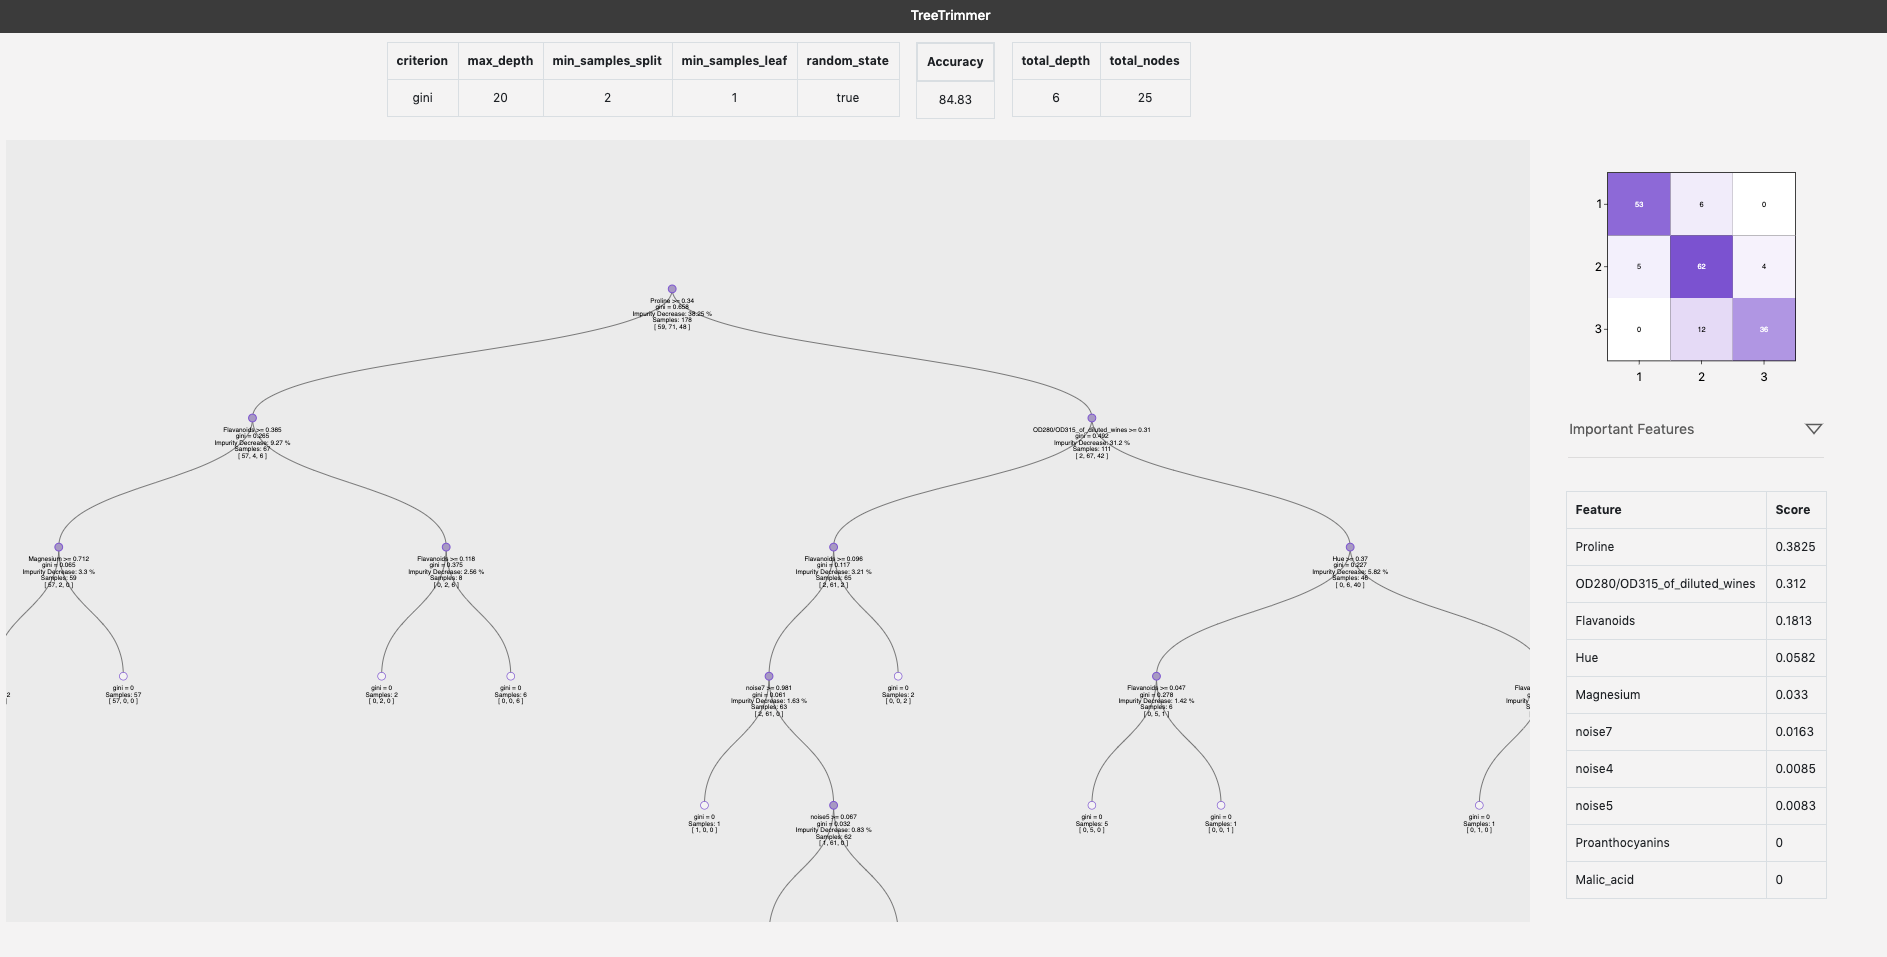 TreeTrimmer
criterion max_depth min_samples_split min_samples_leaf random_state Accuracy total_depth total_nodes
gini 20 2 1 true 84.83 6 25
Proline >= 0.34
gini = 0.658
Impurity Decrease: 38.25 %
Samples: 178
[ 59, 71, 48 ]
Flavanoids >= 0.385
gini = 0.265
Impurity Decrease: 9.27 %
Samples: 67
[ 57, 4, 6 ]
OD280/OD315_of_diluted_wines >= 0.31
gini = 0.492
Impurity Decrease: 31.2 %
Samples: 111
[ 2, 67, 42 ]
Magnesium >= 0.712
gini = 0.065
Impurity Decrease: 3.3 %
Samples: 59
[ 57, 2, 0 ]
Flavanoids >= 0.118
gini = 0.375
Impurity Decrease: 2.56 %
Samples: 8
[ 0, 2, 6 ]
Flavanoids >= 0.096
gini = 0.117
Impurity Decrease: 3.21 %
Samples: 65
[ 2, 61, 2 ]
Hue >= 0.37
gini = 0.227
Impurity Decrease: 5.82 %
Samples: 46
[ 0, 6, 40 ]
2
]
gini = 0
Samples: 57
[ 57, 0, 0 ]
gini = 0
Samples: 2
[ 0, 2, 0 ]
gini = 0
Samples: 6
[ 0, 0, 6 ]
noise7 >= 0.981
gini = 0.061
Impurity Decrease: 1.63 %
Samples: 63
[ 2, 61, 0 ]
gini = 0
Samples: 2
[ 0, 0, 2 ]
Flavanoids >= 0.047
gini = 0.278
Impurity Decrease: 1.42 %
Samples: 6
[ 0, 5, 1 ]
Flava
g
Impurity
S
[
gini = 0
Samples: 1
[ 1, 0, 0 ]
noise5 >= 0.067
gini = 0.032
Impurity Decrease: 0.83 %
Samples: 62
[ 1, 61, 0 ]
gini = 0
Samples: 5
[ 0, 5, 0 ]
gini = 0
Samples: 1
[ 0, 0, 1 ]
gini = 0
Samples: 1
[ 0, 1, 0 ]
1 53 6 0
2 5 62 4
3 0 12 36
1 2 3
Important Features
Feature Score
Proline 0.3825
OD280/OD315_of_diluted_wines 0.312
Flavanoids 0.1813
Hue 0.0582
Magnesium 0.033
noise7 0.0163
noise4 0.0085
noise5 0.0083
Proanthocyanins 0
Malic_acid 0